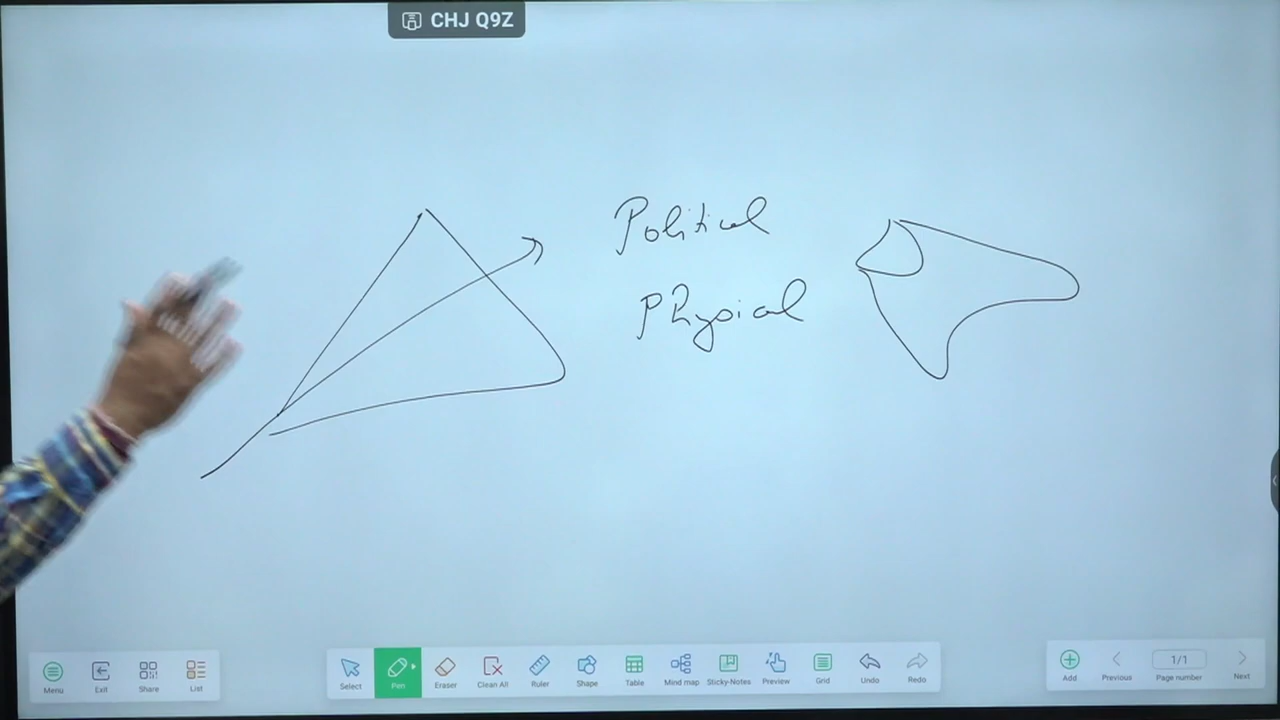 CHJ Q9Z
Political
Physical
Menu
Exit
Share
List
Select
Pen
Eraser
Clean All
Ruler
Shape
Table
Mind map
Sticky-Notes
Preview
Grid
Undo
Redo
Add
Previous
1/1
Page number
Next